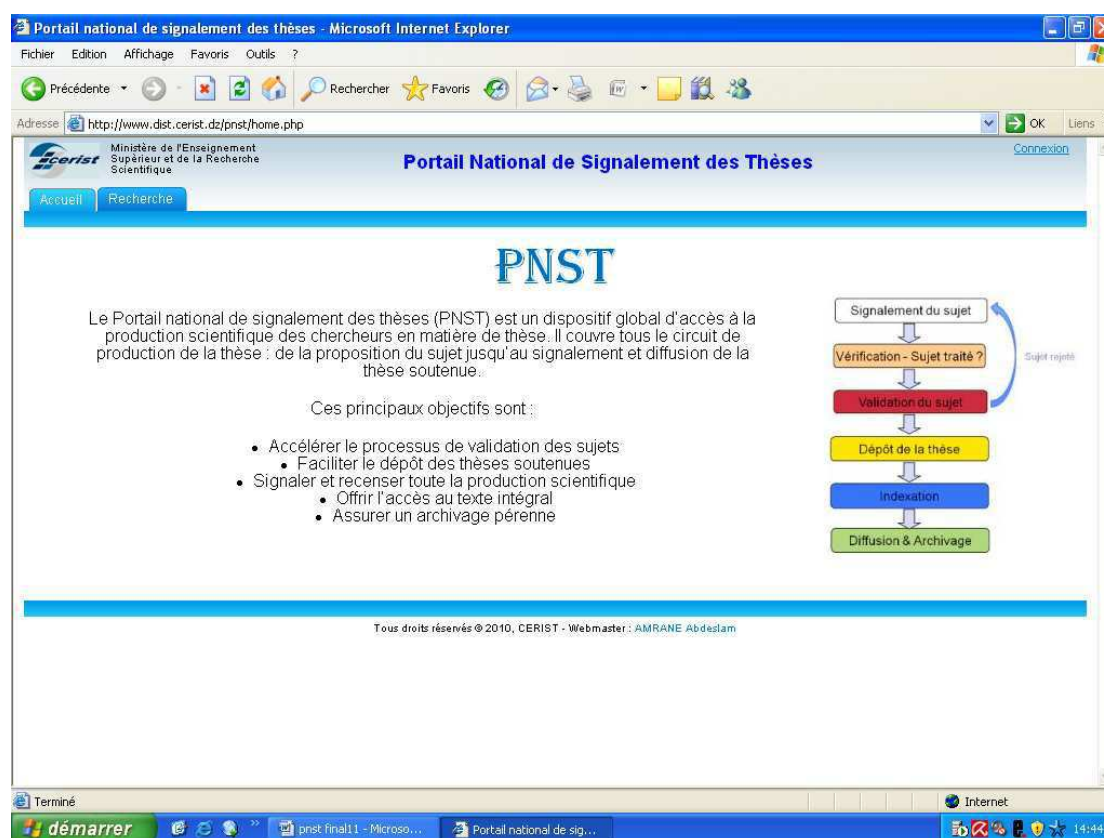 Portail national de signalement des thèses - Microsoft Internet Explorer
Fichier Edition Affichage Favoris Outils ?
Précédente Rechercher Favoris
Adresse http://www.dist.cerist.dz/pnst/home.php OK Liens
cerist
Ministère de l'Enseignement
Supèrieur et de la Recherche
Scientifique
Portail National de Signalement des Thèses
Connexion
Accueil Recherche
PNST
Le Portail national de signalement des thèses (PNST) est un dispositif global d'accès à la
production scientifique des chercheurs en matière de thèse. Il couvre tous le circuit de
production de la thèse : de la proposition du sujet jusqu'au signalement et diffusion de la
thèse soutenue.
Ces principaux objectifs sont :
• Accélérer le processus de validation des sujets
• Faciliter le dépôt des thèses soutenues
• Signaler et recenser toute la production scientifique
• Offrir l'accès au texte intégral
• Assurer un archivage pérenne
Signalement du sujet
Vérification - Sujet traité ?
Sujet rejeté
Validation du sujet
Dépôt de la thèse
Indexation
Diffusion & Archivage
Tous droits réservés © 2010, CERIST - Webmaster : AMRANE Abdeslam
Terminé Internet
démarrer pnst final11 - Microso... Portail national de sig... 14:44